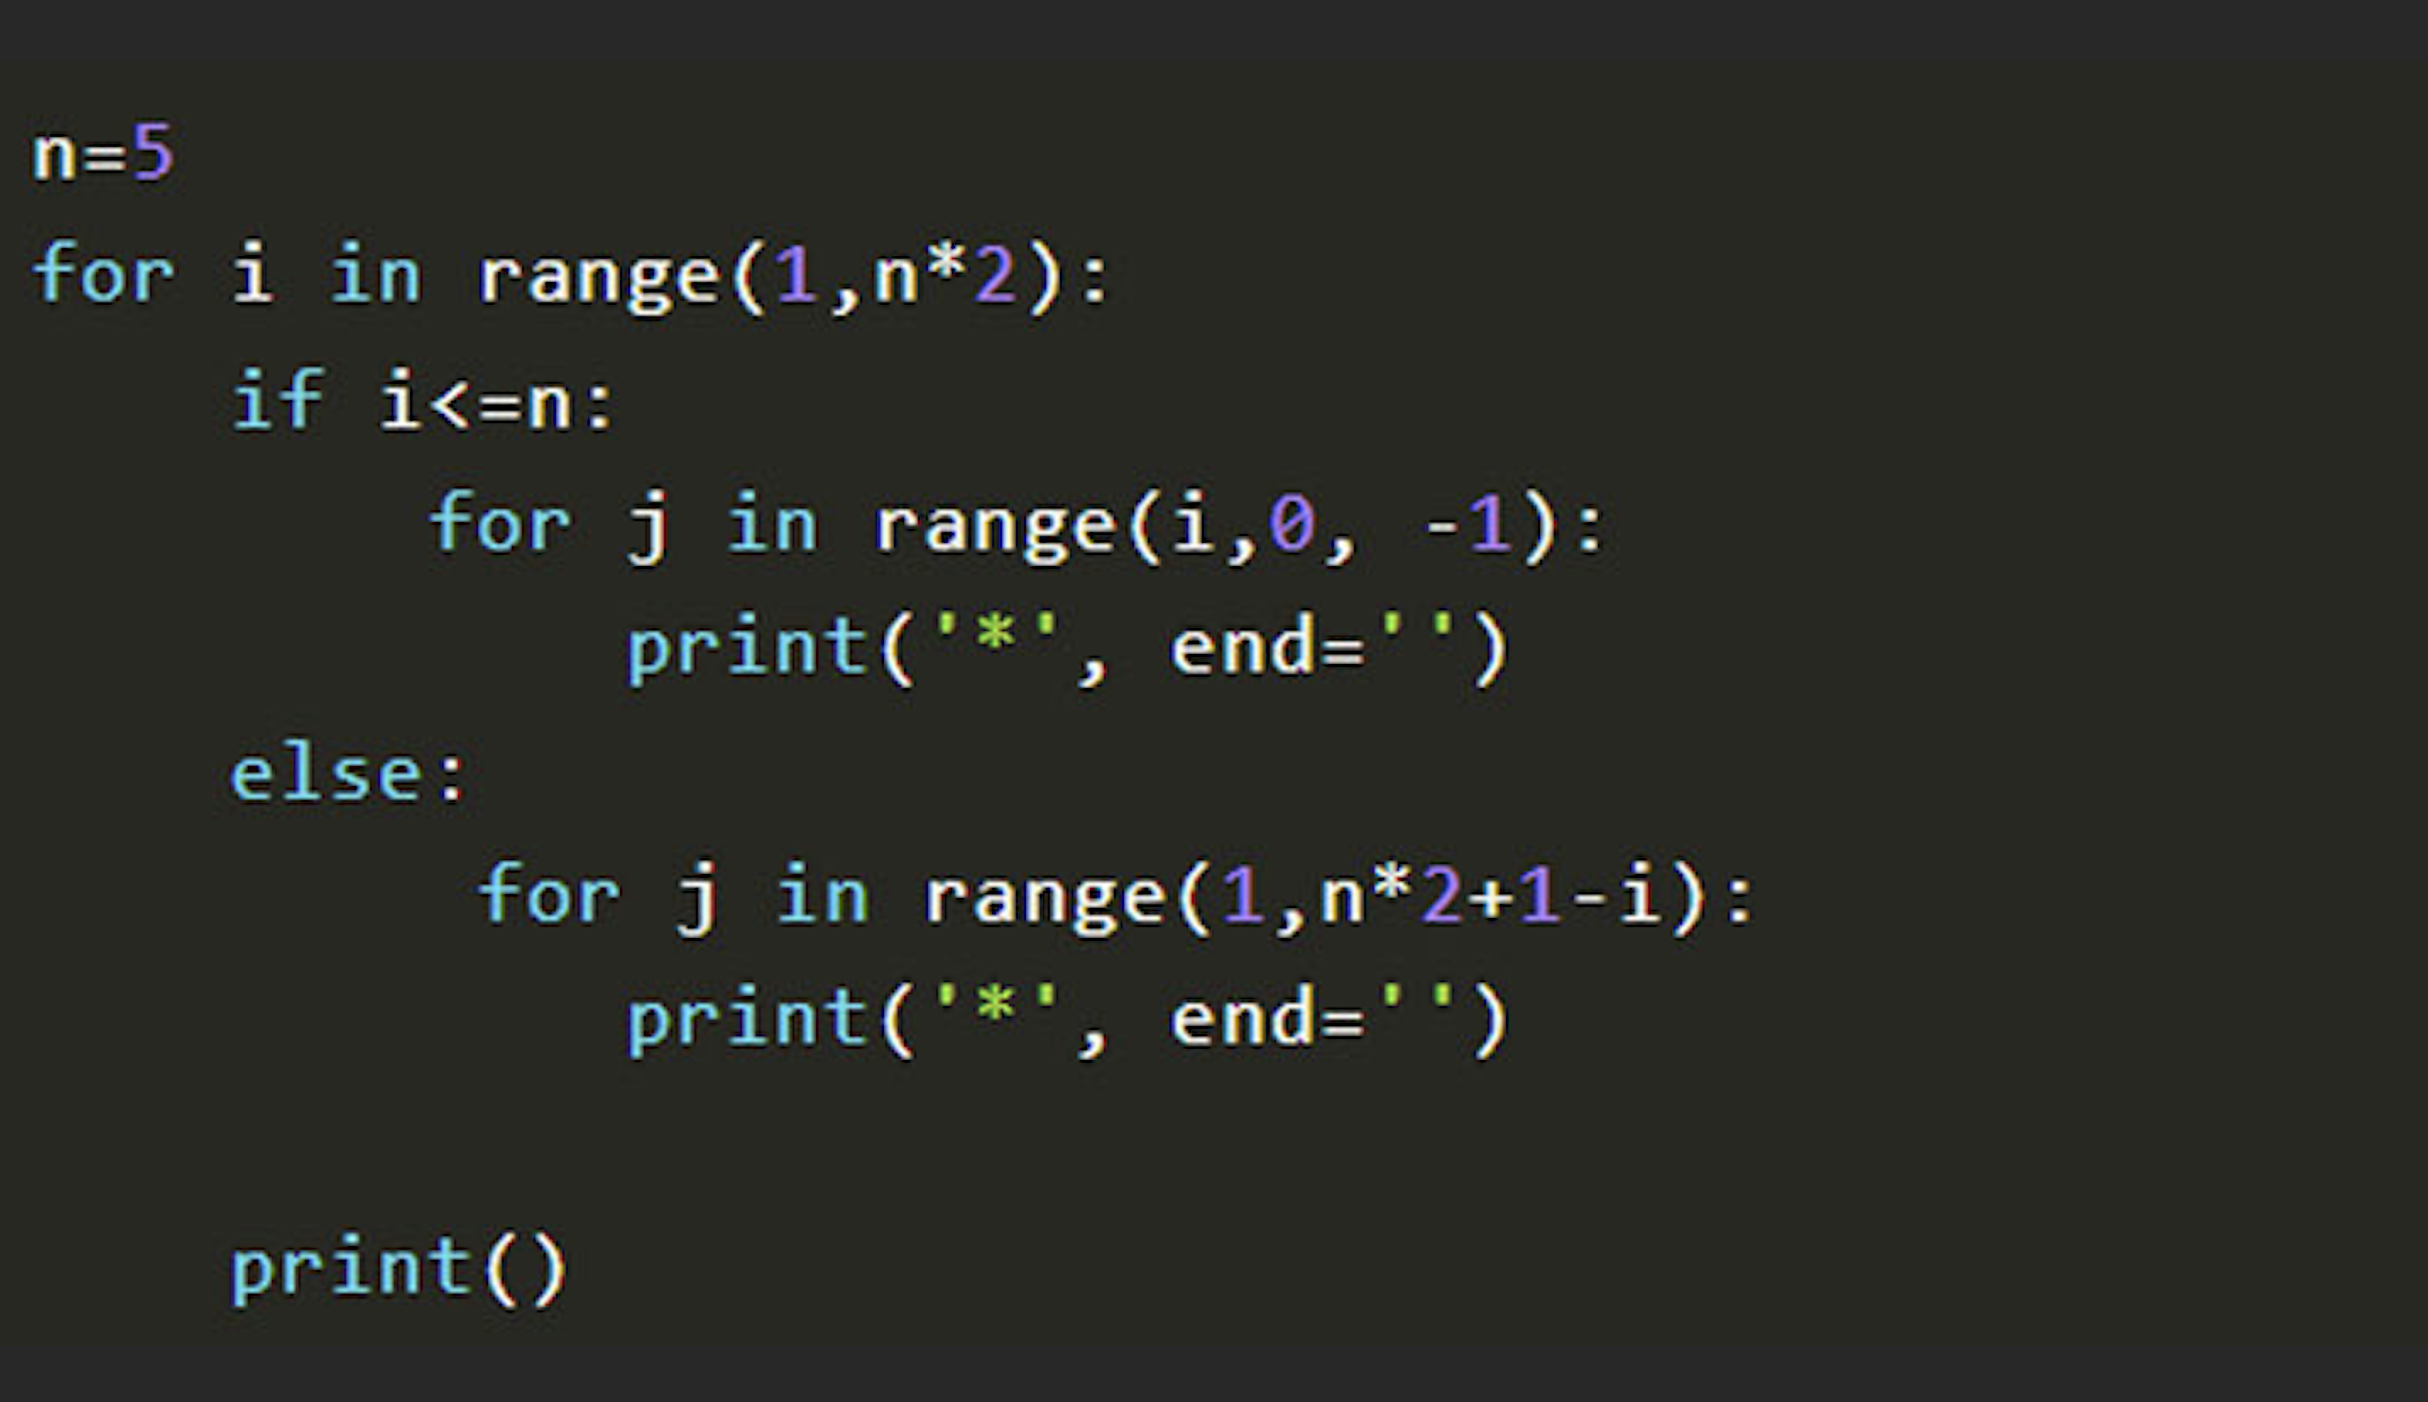 n=5
for i in range(1,n*2):
    if i<=n:
        for j in range(i,0, -1):
            print('*', end='')
    else:
         for j in range(1,n*2+1-i):
            print('*', end='')
    print()